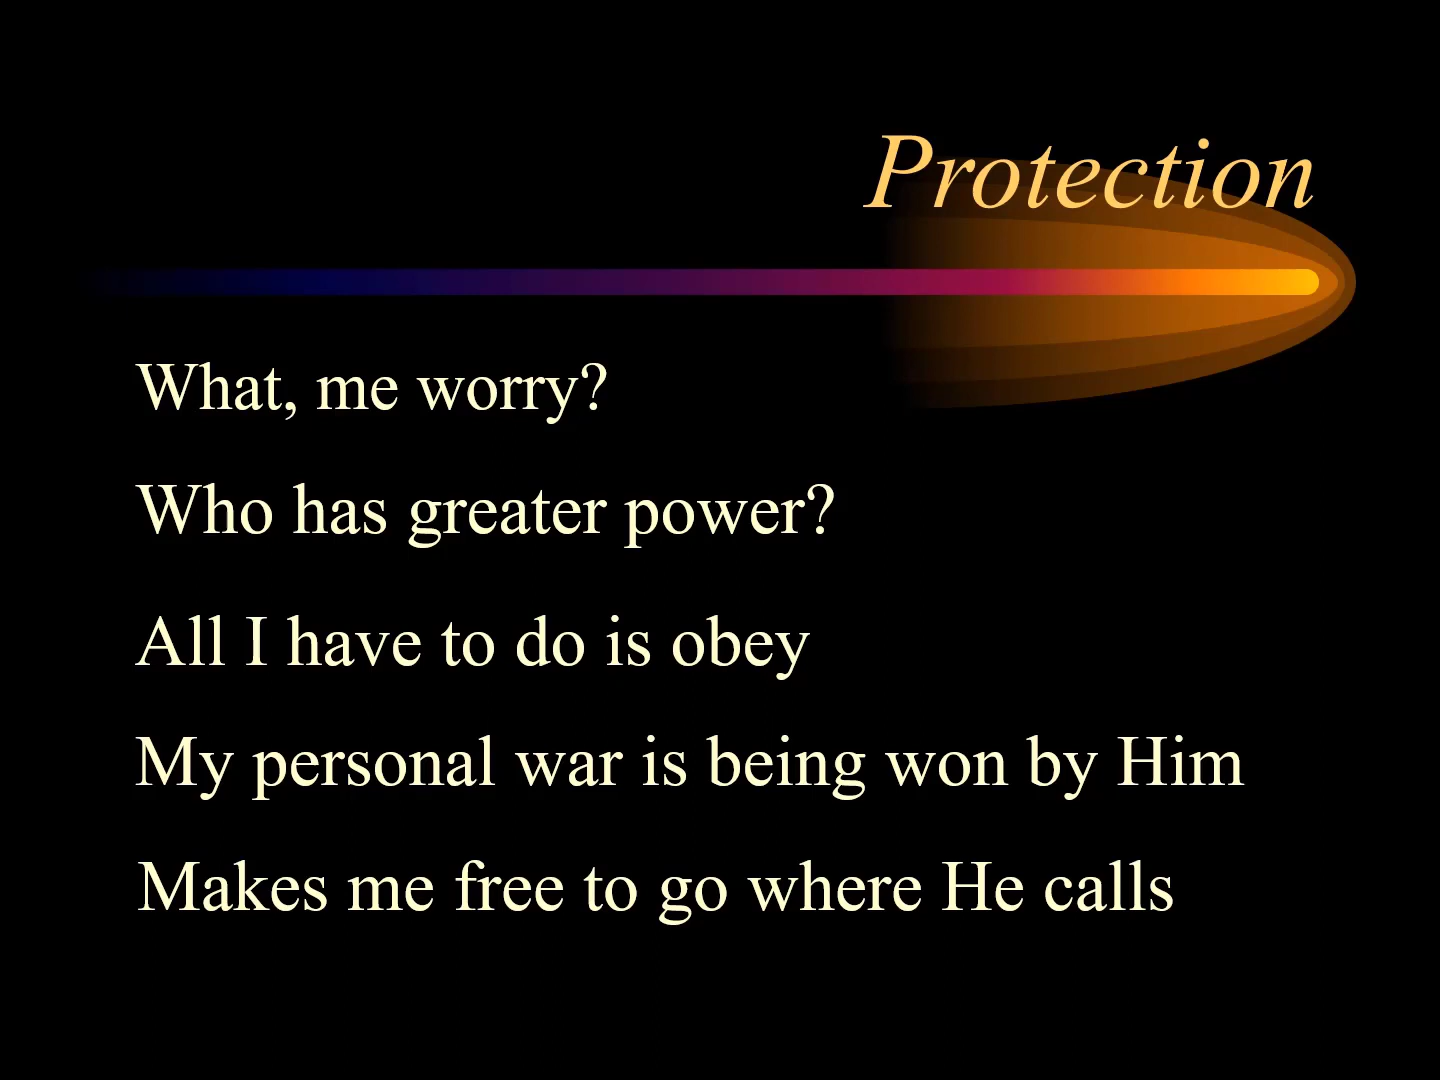 Protection
What, me worry?
Who has greater power?
All I have to do is obey
My personal war is being won by Him
Makes me free to go where He calls